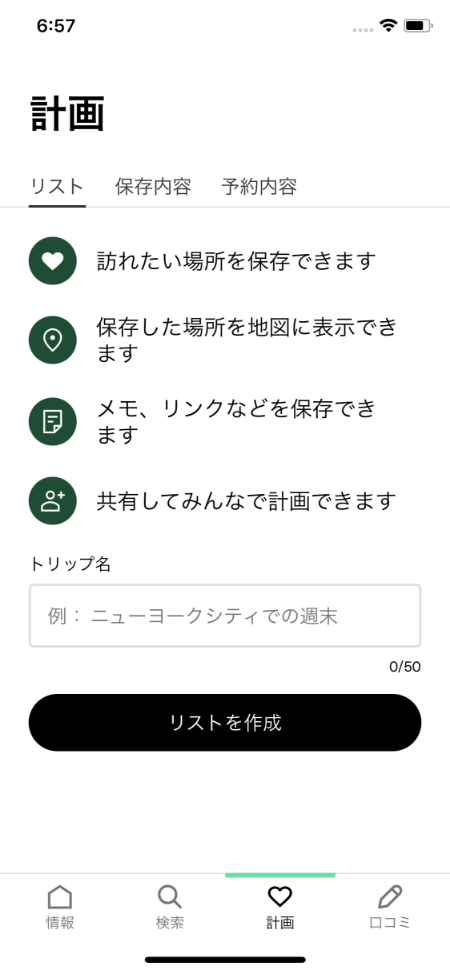 6:57
計画
リスト 保存内容 予約内容
訪れたい場所を保存できます
保存した場所を地図に表示でき
ます
メモ、リンクなどを保存でき
ます
共有してみんなで計画できます
トリップ名
例： ニューヨークシティでの週末
0/50
リストを作成
情報 検索 計画 口コミ